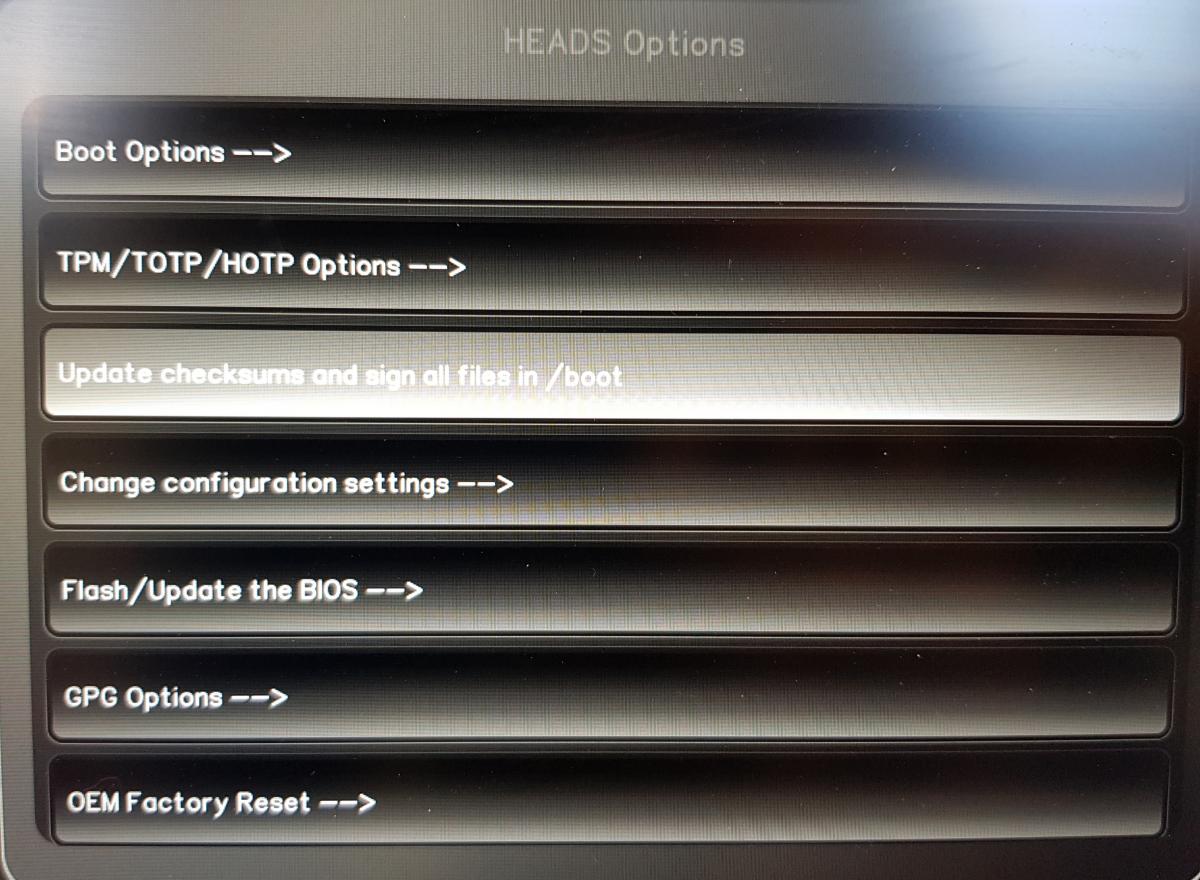 HEADS Options
Boot Options -->
TPM/TOTP/HOTP Options -->
Update checksums and sign all files in /boot
Change configuration settings -->
Flash/Update the BIOS -->
GPG Options -->
OEM Factory Reset -->